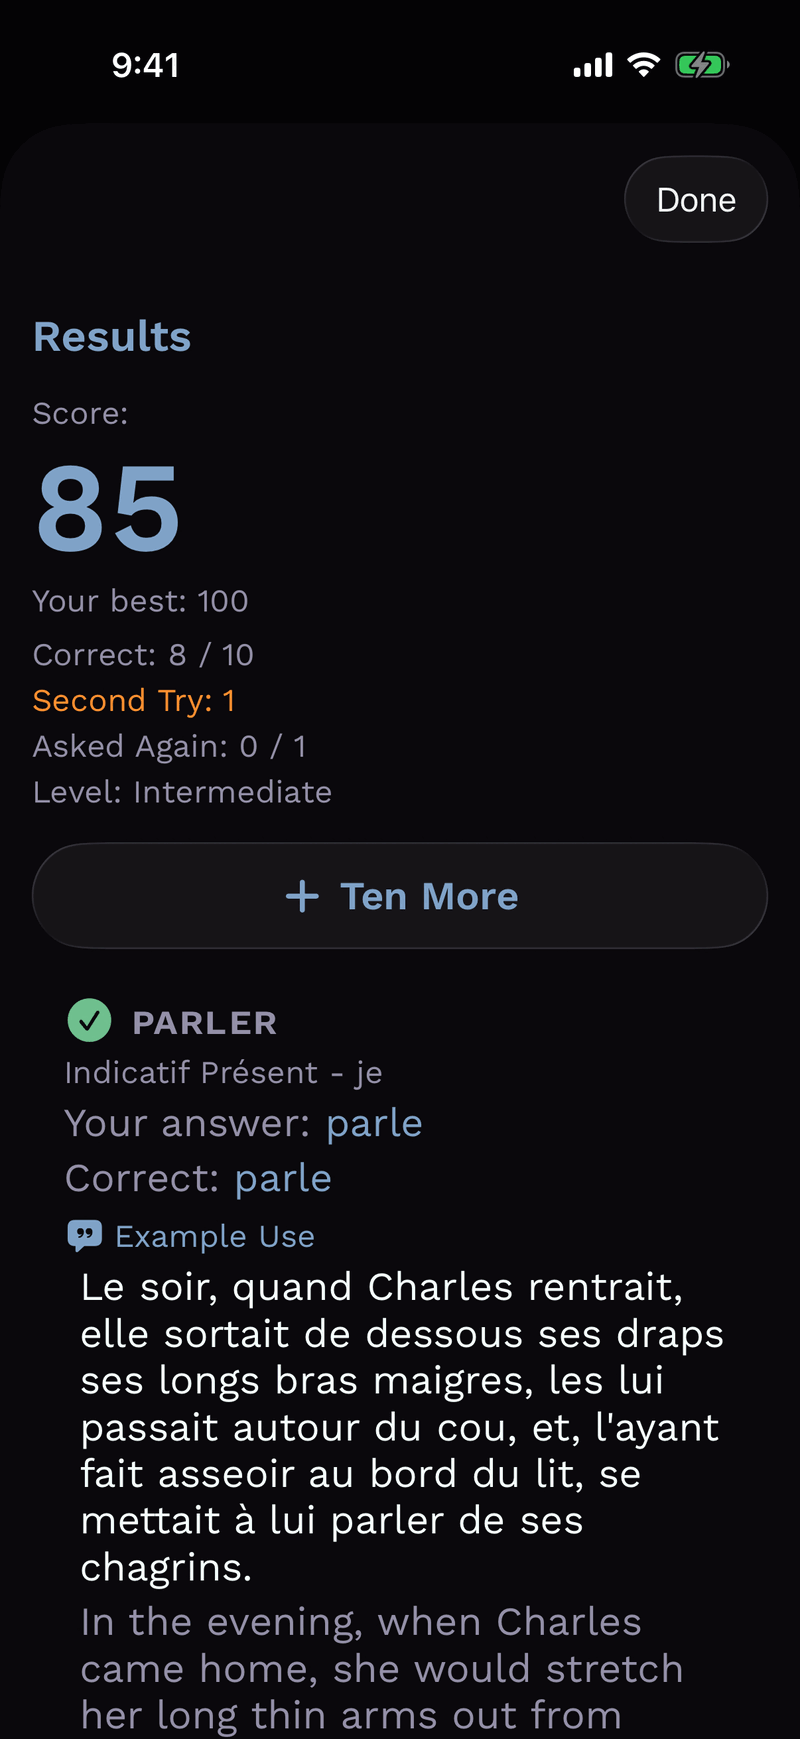 9:41
Done
Results
Score:
85
Your best: 100
Correct: 8 / 10
Second Try: 1
Asked Again: 0 / 1
Level: Intermediate
+ Ten More
PARLER
Indicatif Présent - je
Your answer: parle
Correct: parle
Example Use
Le soir, quand Charles rentrait,
elle sortait de dessous ses draps
ses longs bras maigres, les lui
passait autour du cou, et, l'ayant
fait asseoir au bord du lit, se
mettait à lui parler de ses
chagrins.
In the evening, when Charles
came home, she would stretch
her long thin arms out from